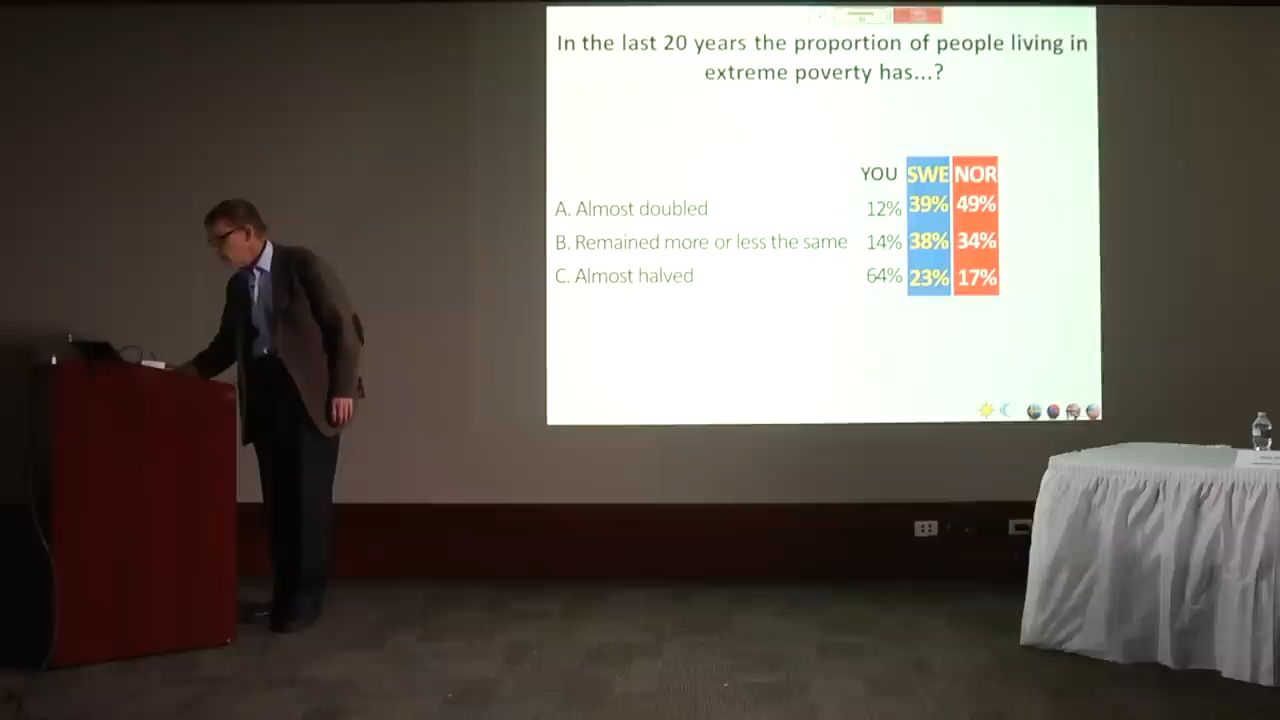 In the last 20 years the proportion of people living in
extreme poverty has...?
YOU SWE NOR
A. Almost doubled 12% 39% 49%
B. Remained more or less the same 14% 38% 34%
C. Almost halved 64% 23% 17%